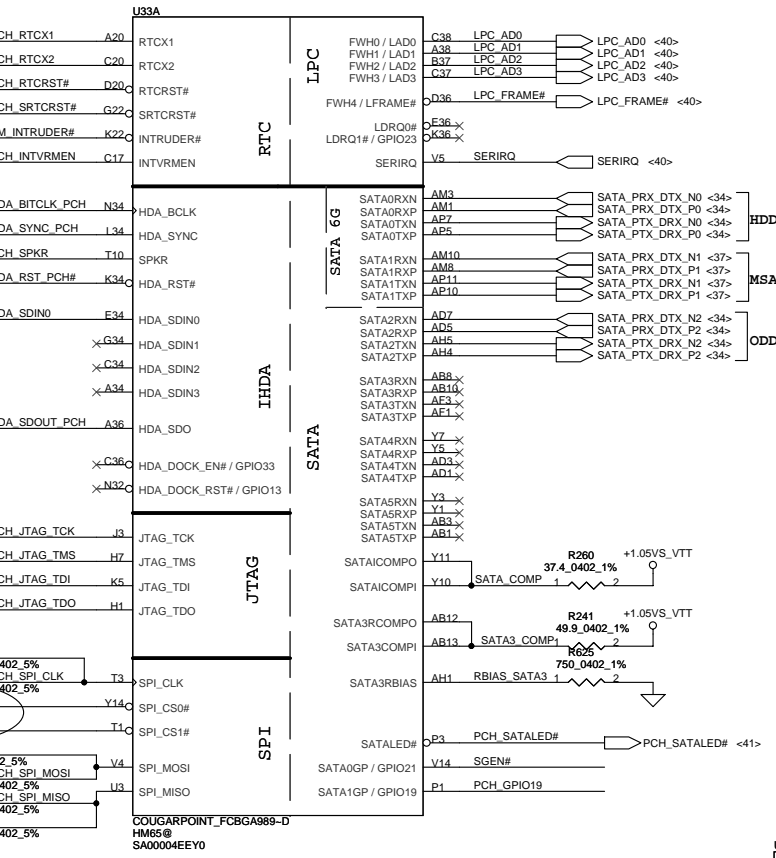 U33A
CH_RTCX1 A20 RTCX1
CH_RTCX2 C20 RTCX2
CH_RTCRST# D20 RTCRST#
CH_SRTCRST# G22 SRTCRST#
M_INTRUDER# K22 INTRUDER#
CH_INTVRMEN C17 INTVRMEN
RTC
LPC
FWH0 / LAD0 C38 LPC_AD0 LPC_AD0 <40>
FWH1 / LAD1 A38 LPC_AD1 LPC_AD1 <40>
FWH2 / LAD2 B37 LPC_AD2 LPC_AD2 <40>
FWH3 / LAD3 C37 LPC_AD3 LPC_AD3 <40>
FWH4 / LFRAME# D36 LPC_FRAME# LPC_FRAME# <40>
LDRQ0# E36
LDRQ1# / GPIO23 K36
SERIRQ V5 SERIRQ SERIRQ <40>
DA_BITCLK_PCH N34 HDA_BCLK
DA_SYNC_PCH L34 HDA_SYNC
CH_SPKR T10 SPKR
DA_RST_PCH# K34 HDA_RST#
DA_SDIN0 E34 HDA_SDIN0
G34 HDA_SDIN1
C34 HDA_SDIN2
A34 HDA_SDIN3
DA_SDOUT_PCH A36 HDA_SDO
C36 HDA_DOCK_EN# / GPIO33
N32 HDA_DOCK_RST# / GPIO13
IHDA
SATA 6G
SATA
SATA0RXN AM3 SATA_PRX_DTX_N0 <34>
SATA0RXP AM1 SATA_PRX_DTX_P0 <34>
SATA0TXN AP7 SATA_PTX_DRX_N0 <34>
SATA0TXP AP5 SATA_PTX_DRX_P0 <34>
HDD
SATA1RXN AM10 SATA_PRX_DTX_N1 <37>
SATA1RXP AM8 SATA_PRX_DTX_P1 <37>
SATA1TXN AP11 SATA_PTX_DRX_N1 <37>
SATA1TXP AP10 SATA_PTX_DRX_P1 <37>
MSA
SATA2RXN AD7 SATA_PRX_DTX_N2 <34>
SATA2RXP AD5 SATA_PRX_DTX_P2 <34>
SATA2TXN AH5 SATA_PTX_DRX_N2 <34>
SATA2TXP AH4 SATA_PTX_DRX_P2 <34>
ODD
SATA3RXN AB8
SATA3RXP AB10
SATA3TXN AF3
SATA3TXP AF1
SATA4RXN Y7
SATA4RXP Y5
SATA4TXN AD3
SATA4TXP AD1
SATA5RXN Y3
SATA5RXP Y1
SATA5TXN AB3
SATA5TXP AB1
CH_JTAG_TCK J3 JTAG_TCK
CH_JTAG_TMS H7 JTAG_TMS
CH_JTAG_TDI K5 JTAG_TDI
CH_JTAG_TDO H1 JTAG_TDO
JTAG
SATAICOMPO Y11
R260 +1.05VS_VTT
37.4_0402_1%
SATAICOMPI Y10 SATA_COMP 1 2
SATA3RCOMPO AB12
R241 +1.05VS_VTT
49.9_0402_1%
SATA3COMPI AB13 SATA3_COMP 1 2
R625
750_0402_1%
SATA3RBIAS AH1 RBIAS_SATA3 1 2
402_5%
CH_SPI_CLK T3 SPI_CLK
402_5%
Y14 SPI_CS0#
T1 SPI_CS1#
2_5%
CH_SPI_MOSI V4 SPI_MOSI
402_5%
CH_SPI_MISO U3 SPI_MISO
402_5%
402_5%
SPI
SATALED# P3 PCH_SATALED# PCH_SATALED# <41>
SATA0GP / GPIO21 V14 SGEN#
SATA1GP / GPIO19 P1 PCH_GPIO19
COUGARPOINT_FCBGA989~D
HM65@
SA00004EEY0